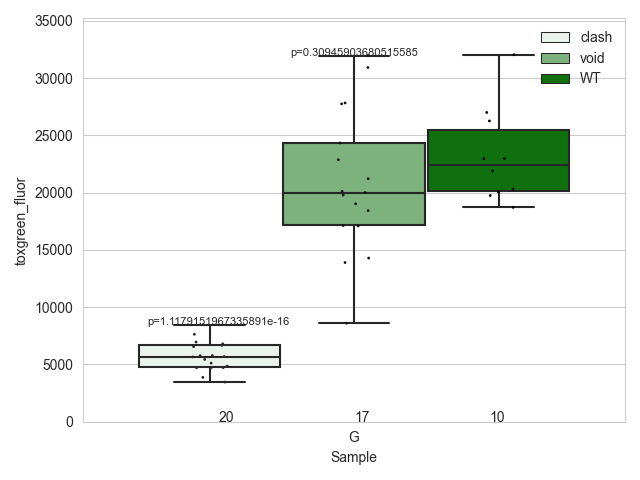 35000
30000
25000
20000
15000
10000
5000
0
toxgreen_fluor
p=0.30945903680515585
p=1.1179151967335891e-16
clash
void
WT
20 17 10
G
Sample